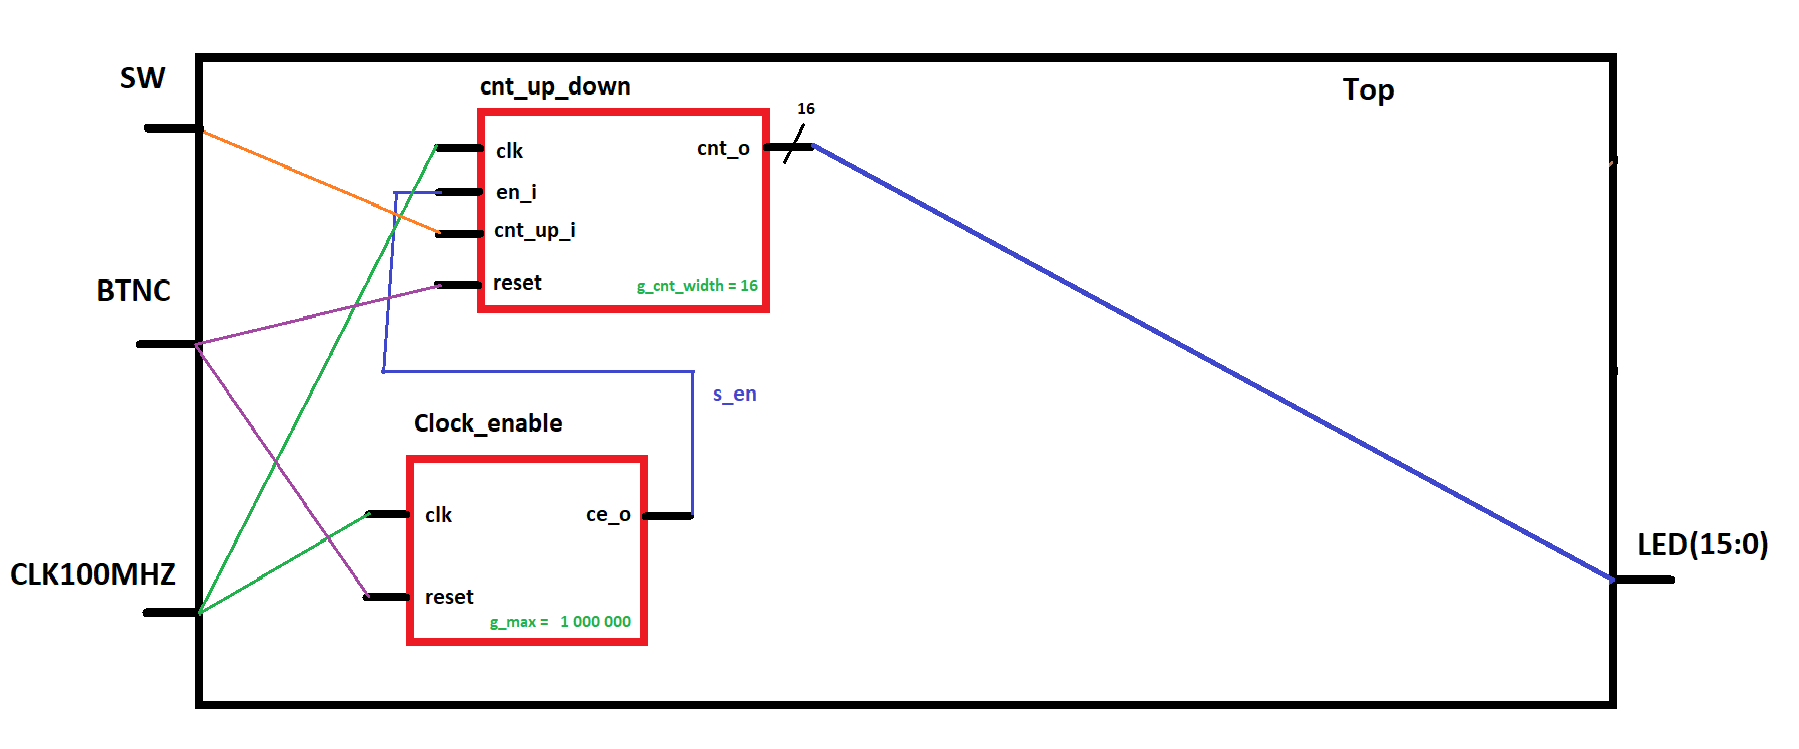 SW
BTNC
CLK100MHZ
cnt_up_down
clk
en_i
cnt_up_i
reset
cnt_o
16
g_cnt_width = 16
s_en
Clock_enable
clk
reset
ce_o
g_max = 1 000 000
Top
LED(15:0)